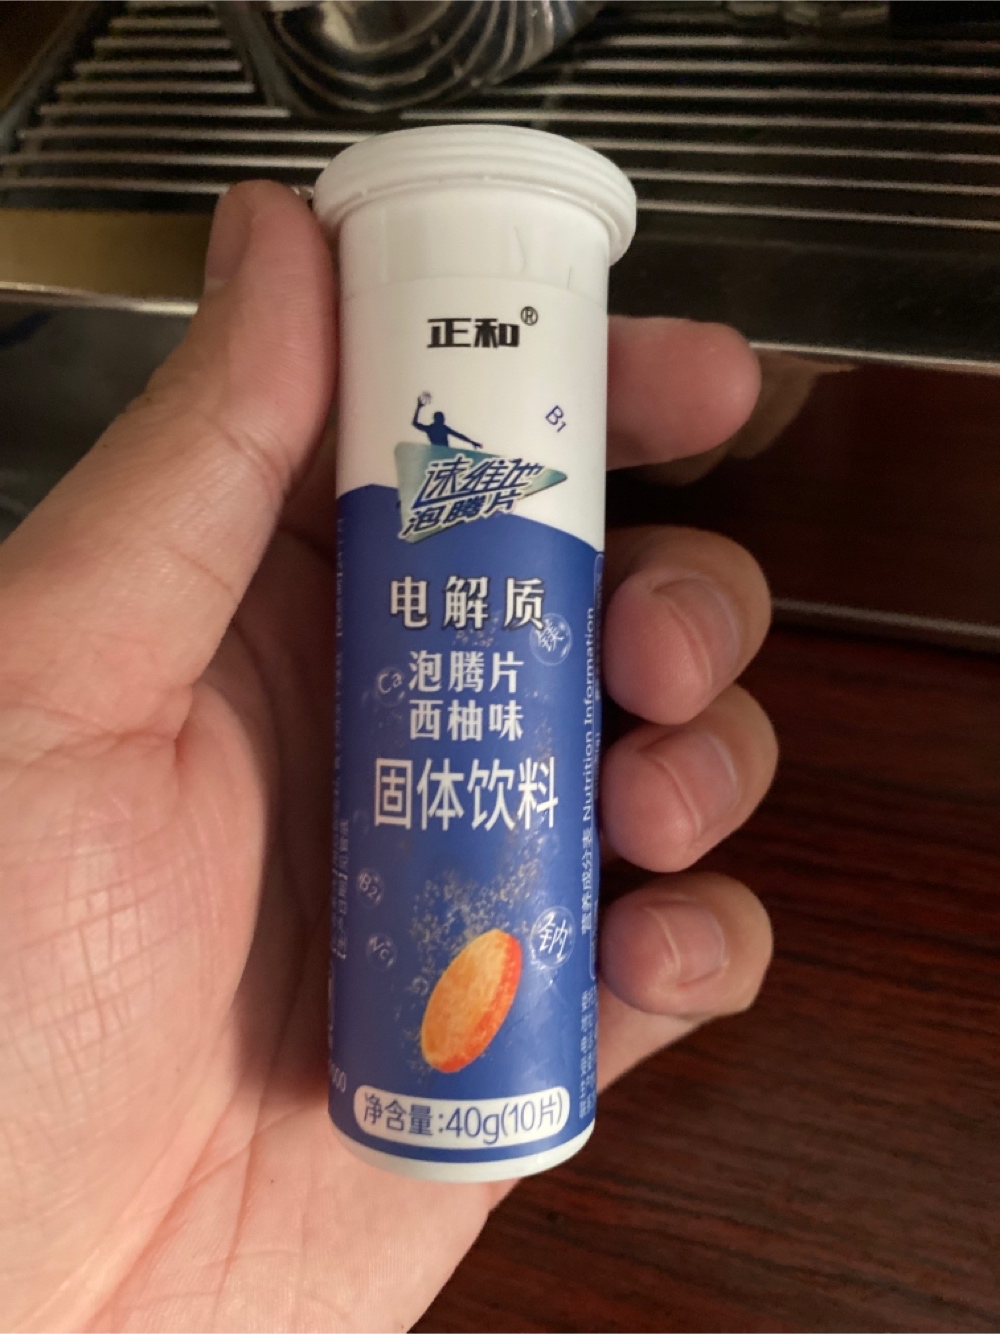 正和®
B1
速维他
泡腾片
电解质
镁
Ca
泡腾片
西柚味
固体饮料
B2
Vc
钠
净含量:40g(10片)
营养成分表 Nutrition Information